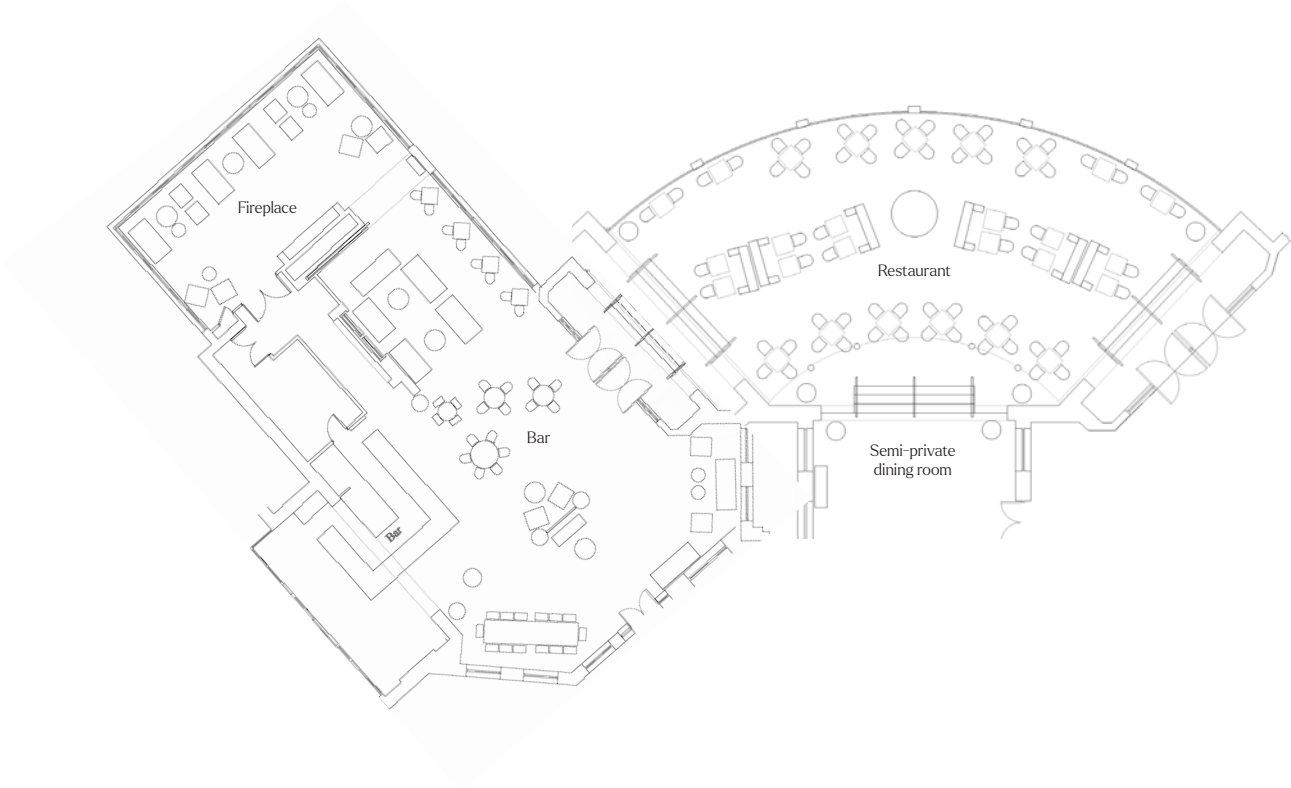 Fireplace
Restaurant
Bar
Semi-private
dining room
Bar